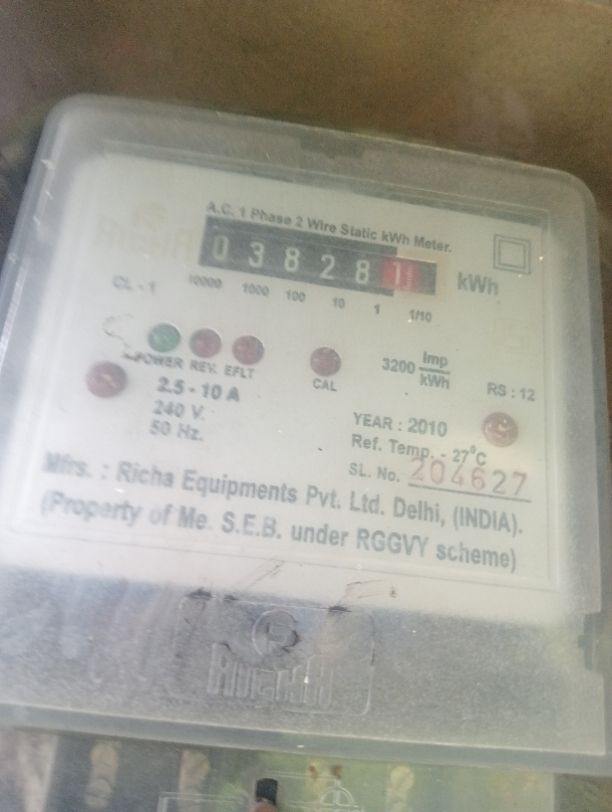 A.C. 1 Phase 2 Wire Static kWh Meter.
0 3 8 2 8 1 kWh
CL - 1 10000 1000 100 10 1 1/10
POWER REV. EFLT CAL 3200 Imp/kWh RS : 12
2.5 - 10 A
240 V.
50 Hz.
YEAR : 2010
Ref. Temp. - 27°C
SL. No. 204627
Mfrs. : Richa Equipments Pvt. Ltd. Delhi, (INDIA).
(Property of Me. S.E.B. under RGGVY scheme)